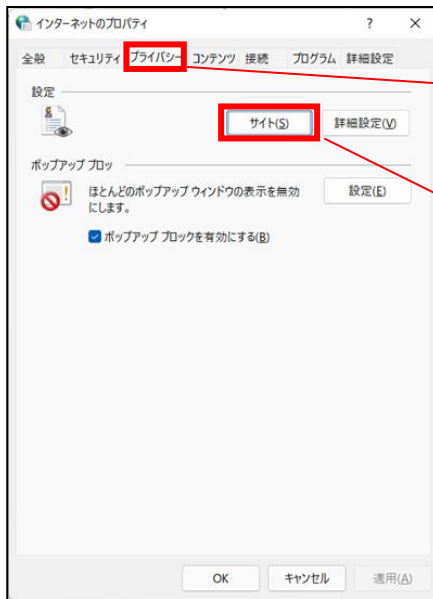 インターネットのプロパティ ? ×
全般 セキュリティ プライバシー コンテンツ 接続 プログラム 詳細設定
設定
サイト(S) 詳細設定(V)
ポップアップ ブロッ
ほとんどのポップアップ ウィンドウの表示を無効 設定(E)
にします。
ポップアップ ブロックを有効にする(B)
OK キャンセル 適用(A)